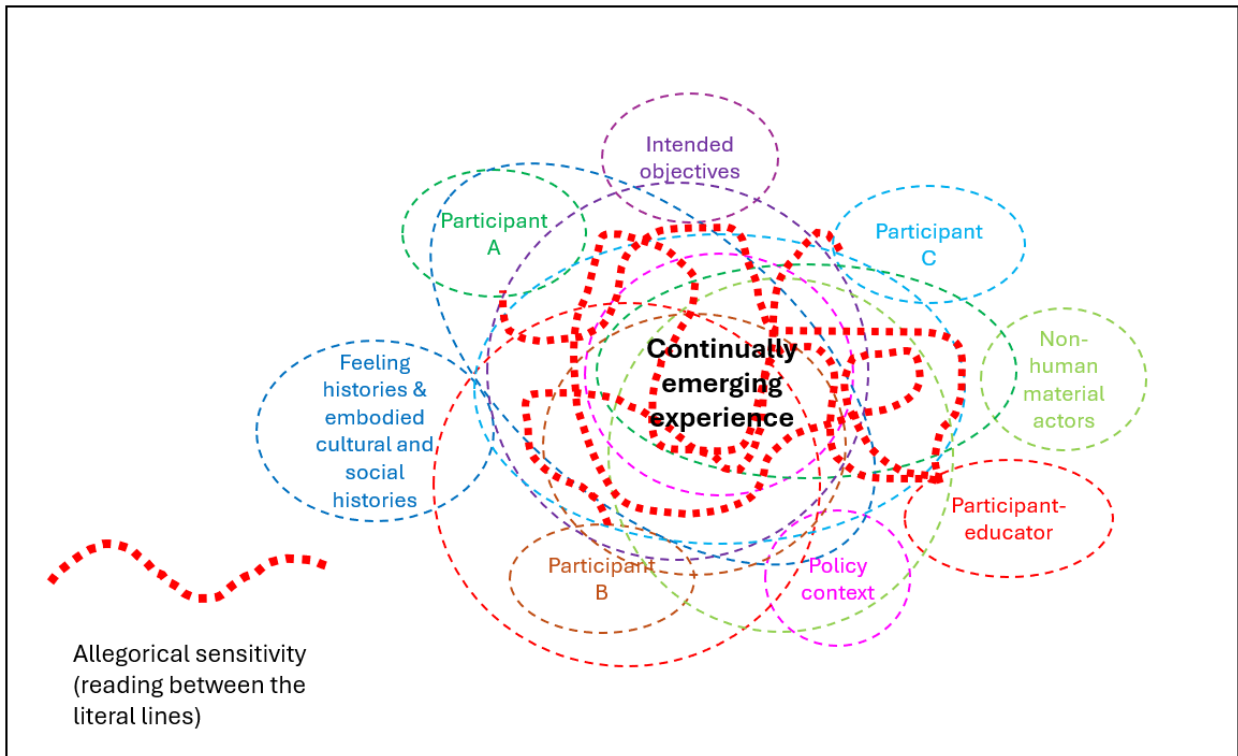 Intended
objectives
Participant
A
Participant
C
Continually
emerging
experience
Non-
human
material
actors
Feeling
histories &
embodied
cultural and
social
histories
Participant-
educator
Participant
B
Policy
context
Allegorical sensitivity
(reading between the
literal lines)